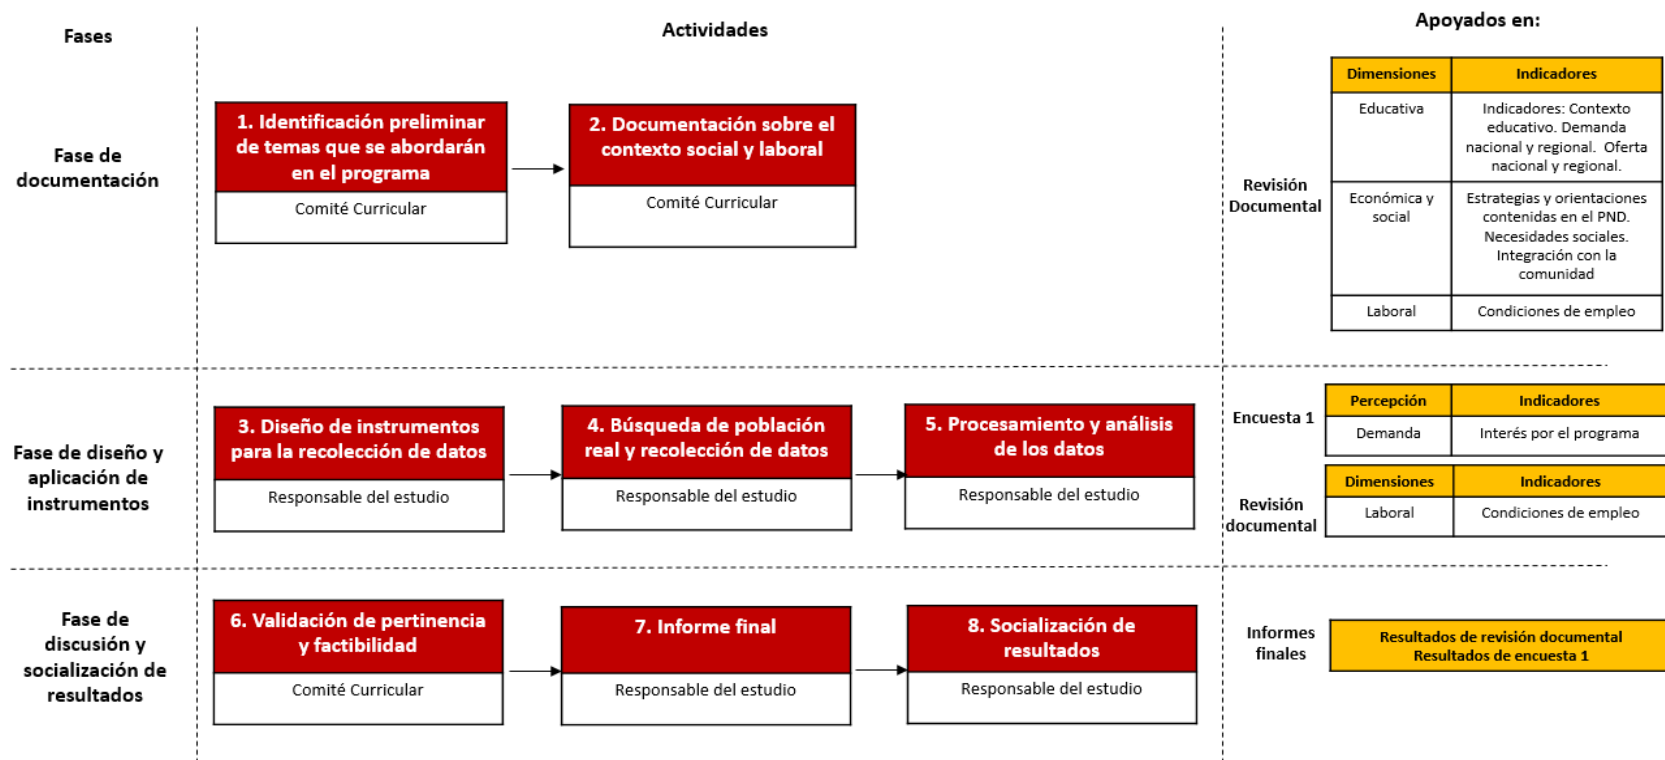 Fases
Actividades
Apoyados en:
Fase de
documentación
1. Identificación preliminar
de temas que se abordarán
en el programa
Comité Curricular
2. Documentación sobre el
contexto social y laboral
Comité Curricular
Revisión
Documental
Dimensiones
Indicadores
Educativa
Indicadores: Contexto
educativo. Demanda
nacional y regional. Oferta
nacional y regional.
Económica y
social
Estrategias y orientaciones
contenidas en el PND.
Necesidades sociales.
Integración con la
comunidad
Laboral
Condiciones de empleo
Fase de diseño y
aplicación de
instrumentos
3. Diseño de instrumentos
para la recolección de datos
Responsable del estudio
4. Búsqueda de población
real y recolección de datos
Responsable del estudio
5. Procesamiento y análisis
de los datos
Responsable del estudio
Encuesta 1
Percepción
Indicadores
Demanda
Interés por el programa
Revisión
documental
Dimensiones
Indicadores
Laboral
Condiciones de empleo
Fase de
discusión y
socialización de
resultados
6. Validación de pertinencia
y factibilidad
Comité Curricular
7. Informe final
Responsable del estudio
8. Socialización de
resultados
Responsable del estudio
Informes
finales
Resultados de revisión documental
Resultados de encuesta 1